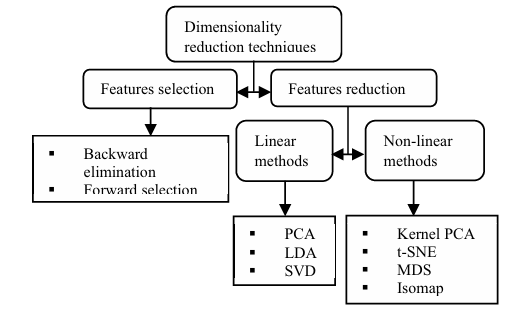 Dimensionality
reduction techniques
Features selection
Features reduction
Backward
elimination
Forward selection
Linear
methods
Non-linear
methods
PCA
LDA
SVD
Kernel PCA
t-SNE
MDS
Isomap